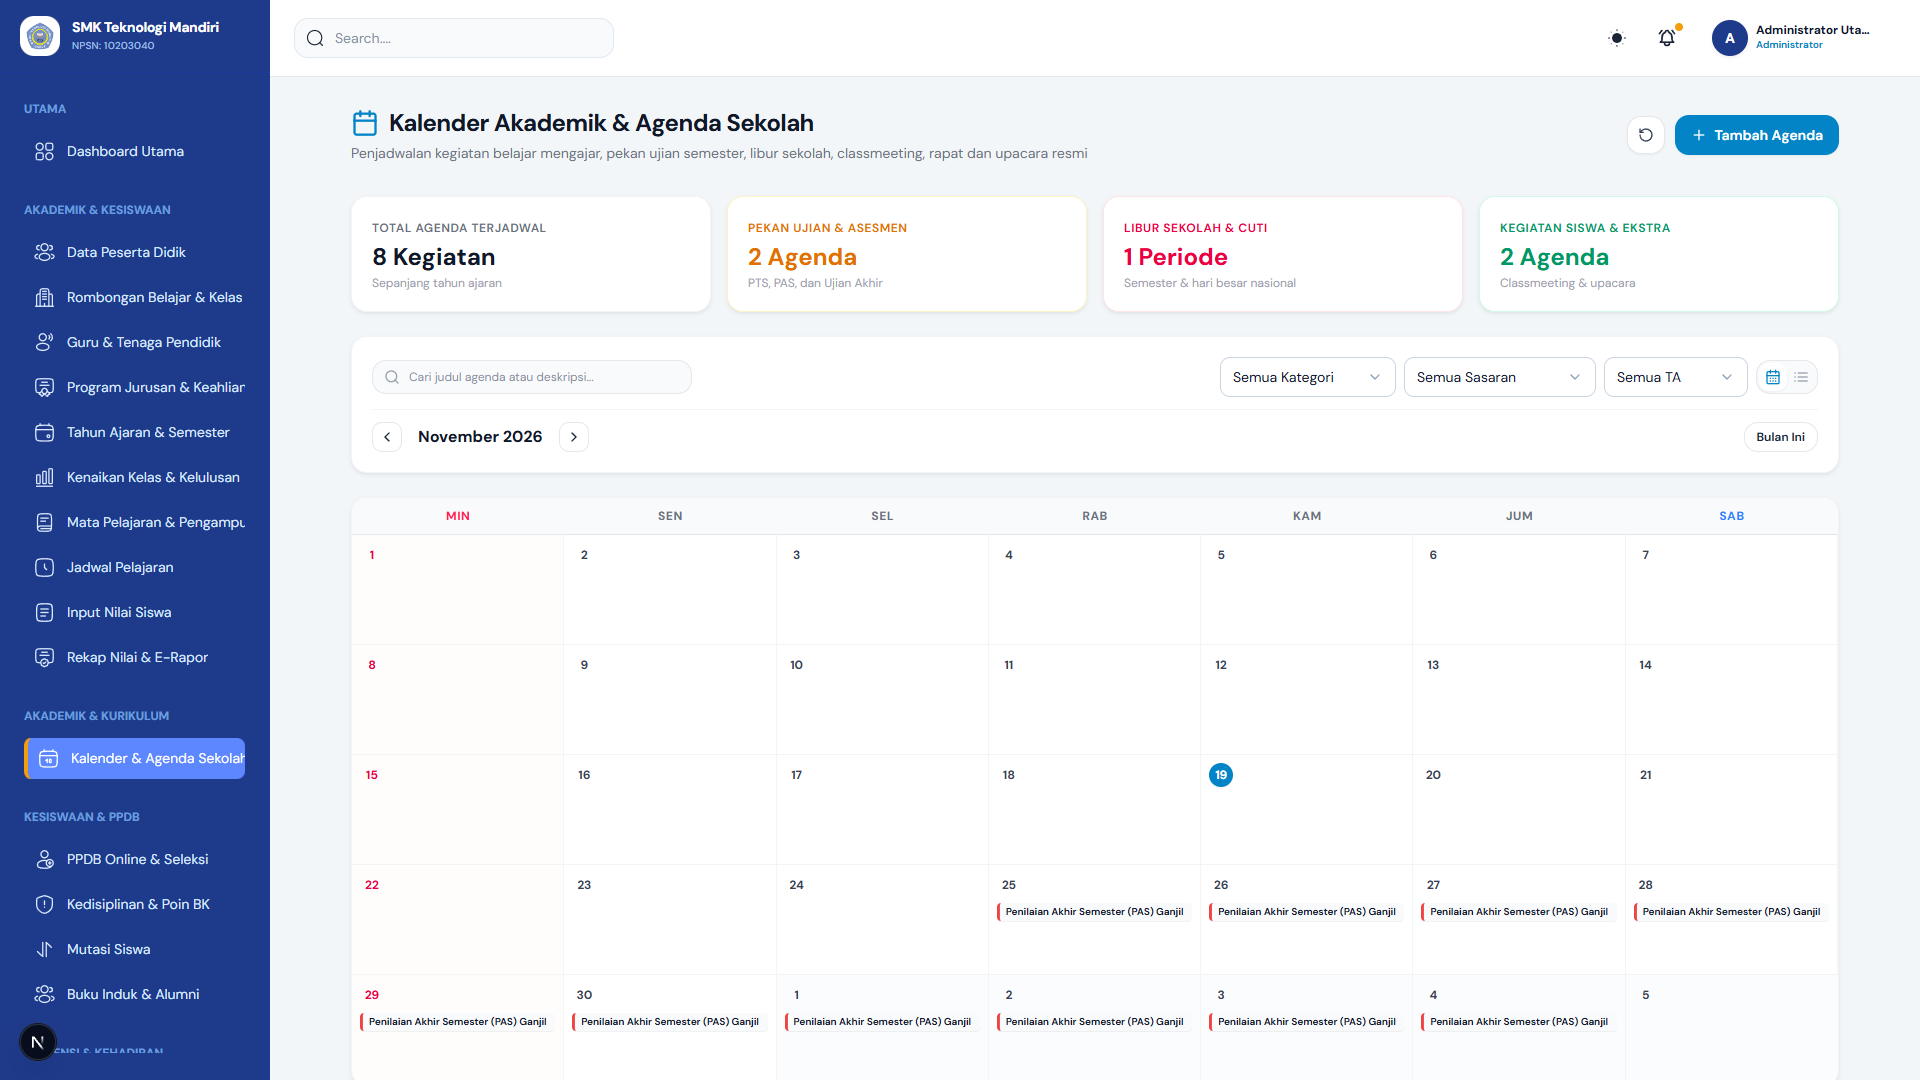 SMK Teknologi Mandiri
NPSN: 10203040
UTAMA
Dashboard Utama
AKADEMIK & KESISWAAN
Data Peserta Didik
Rombongan Belajar & Kelas
Guru & Tenaga Pendidik
Program Jurusan & Keahlian
Tahun Ajaran & Semester
Kenaikan Kelas & Kelulusan
Mata Pelajaran & Pengampu
Jadwal Pelajaran
Input Nilai Siswa
Rekap Nilai & E-Rapor
AKADEMIK & KURIKULUM
Kalender & Agenda Sekolah
KESISWAAN & PPDB
PPDB Online & Seleksi
Kedisiplinan & Poin BK
Mutasi Siswa
Buku Induk & Alumni
N
ENSI & KEHADIRAN
Search....
A
Administrator Uta...
Administrator
Kalender Akademik & Agenda Sekolah
Penjadwalan kegiatan belajar mengajar, pekan ujian semester, libur sekolah, classmeeting, rapat dan upacara resmi
Tambah Agenda
TOTAL AGENDA TERJADWAL
8 Kegiatan
Sepanjang tahun ajaran
PEKAN UJIAN & ASESMEN
2 Agenda
PTS, PAS, dan Ujian Akhir
LIBUR SEKOLAH & CUTI
1 Periode
Semester & hari besar nasional
KEGIATAN SISWA & EKSTRA
2 Agenda
Classmeeting & upacara
Cari judul agenda atau deskripsi...
Semua Kategori
Semua Sasaran
Semua TA
November 2026
Bulan Ini
MIN SEN SEL RAB KAM JUM SAB
1 2 3 4 5 6 7
8 9 10 11 12 13 14
15 16 17 18 19 20 21
22 23 24 25 26 27 28
Penilaian Akhir Semester (PAS) Ganjil Penilaian Akhir Semester (PAS) Ganjil Penilaian Akhir Semester (PAS) Ganjil Penilaian Akhir Semester (PAS) Ganjil
29 30 1 2 3 4 5
Penilaian Akhir Semester (PAS) Ganjil Penilaian Akhir Semester (PAS) Ganjil Penilaian Akhir Semester (PAS) Ganjil Penilaian Akhir Semester (PAS) Ganjil Penilaian Akhir Semester (PAS) Ganjil Penilaian Akhir Semester (PAS) Ganjil